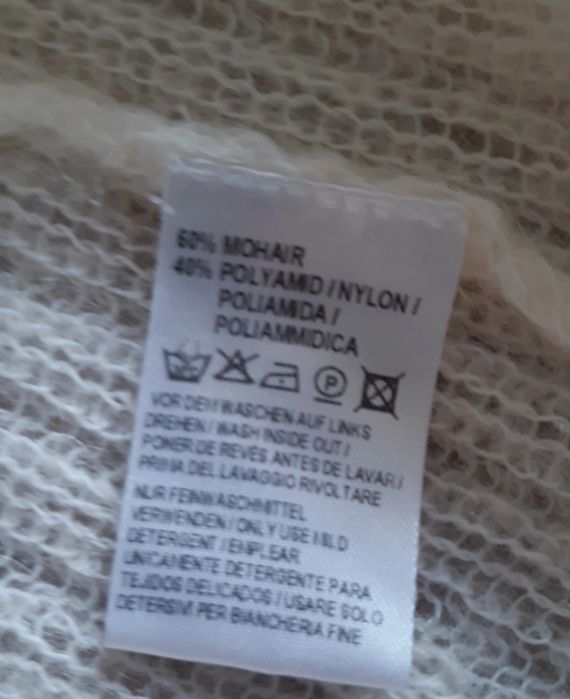 60% MOHAIR
40% POLYAMID / NYLON /
POLIAMIDA /
POLIAMMIDICA
P
VOR DEM WASCHEN AUF LINKS
DREHEN / WASH INSIDE OUT /
PONER DE REVES ANTES DE LAVAR /
PRIMA DEL LAVAGGIO RIVOLTARE
NUR FEINWASCHMITTEL
VERWENDEN / ONLY USE MILD
DETERGENT / EMPLEAR
UNICAMENTE DETERGENTE PARA
TEJIDOS DELICADOS / USARE SOLO
DETERSIVI PER BIANCHERIA FINE